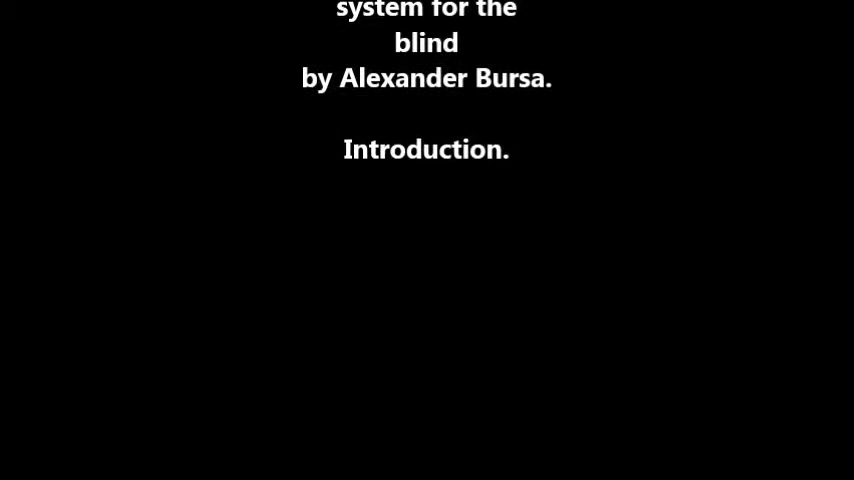 system for the
blind
by Alexander Bursa.
Introduction.